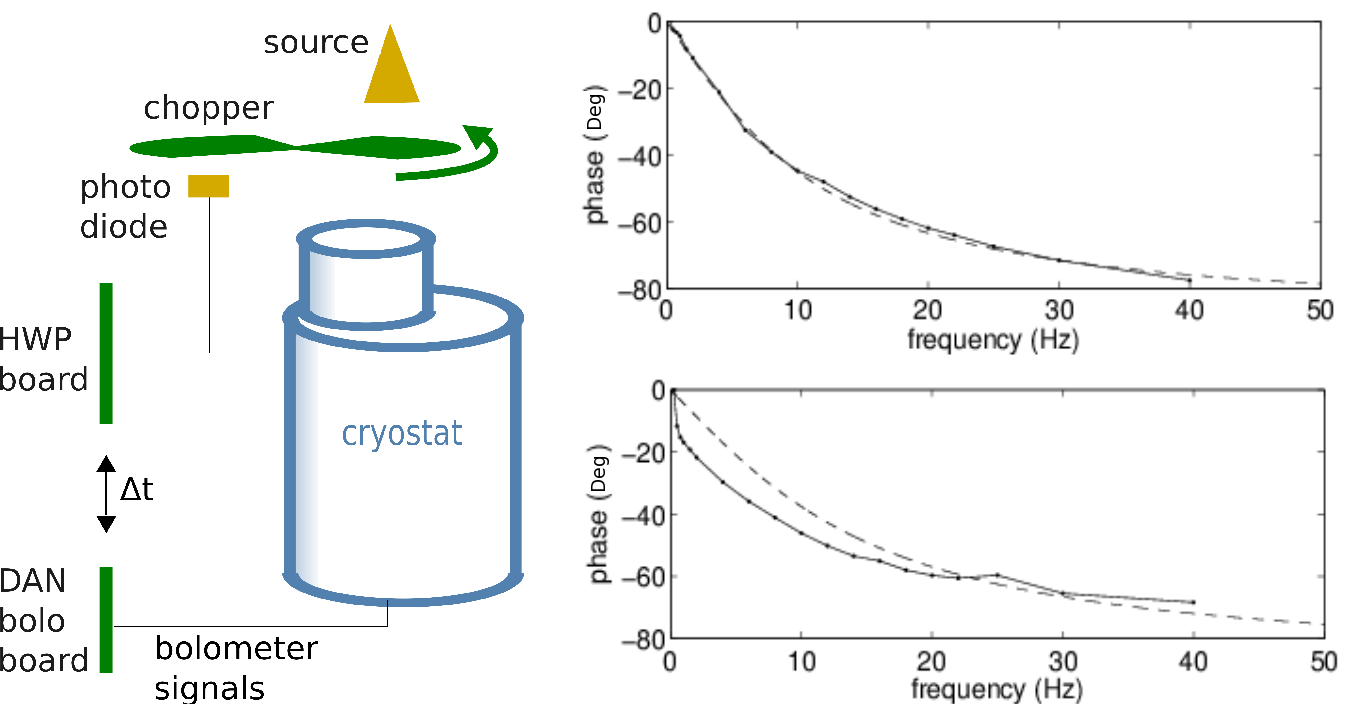 source
chopper
photo
diode
HWP
board
Δt
DAN
bolo
board
bolometer
signals
cryostat
0
−20
−40
−60
−80
phase (Deg)
0 10 20 30 40 50
frequency (Hz)
0
−20
−40
−60
−80
phase (Deg)
0 10 20 30 40 50
frequency (Hz)